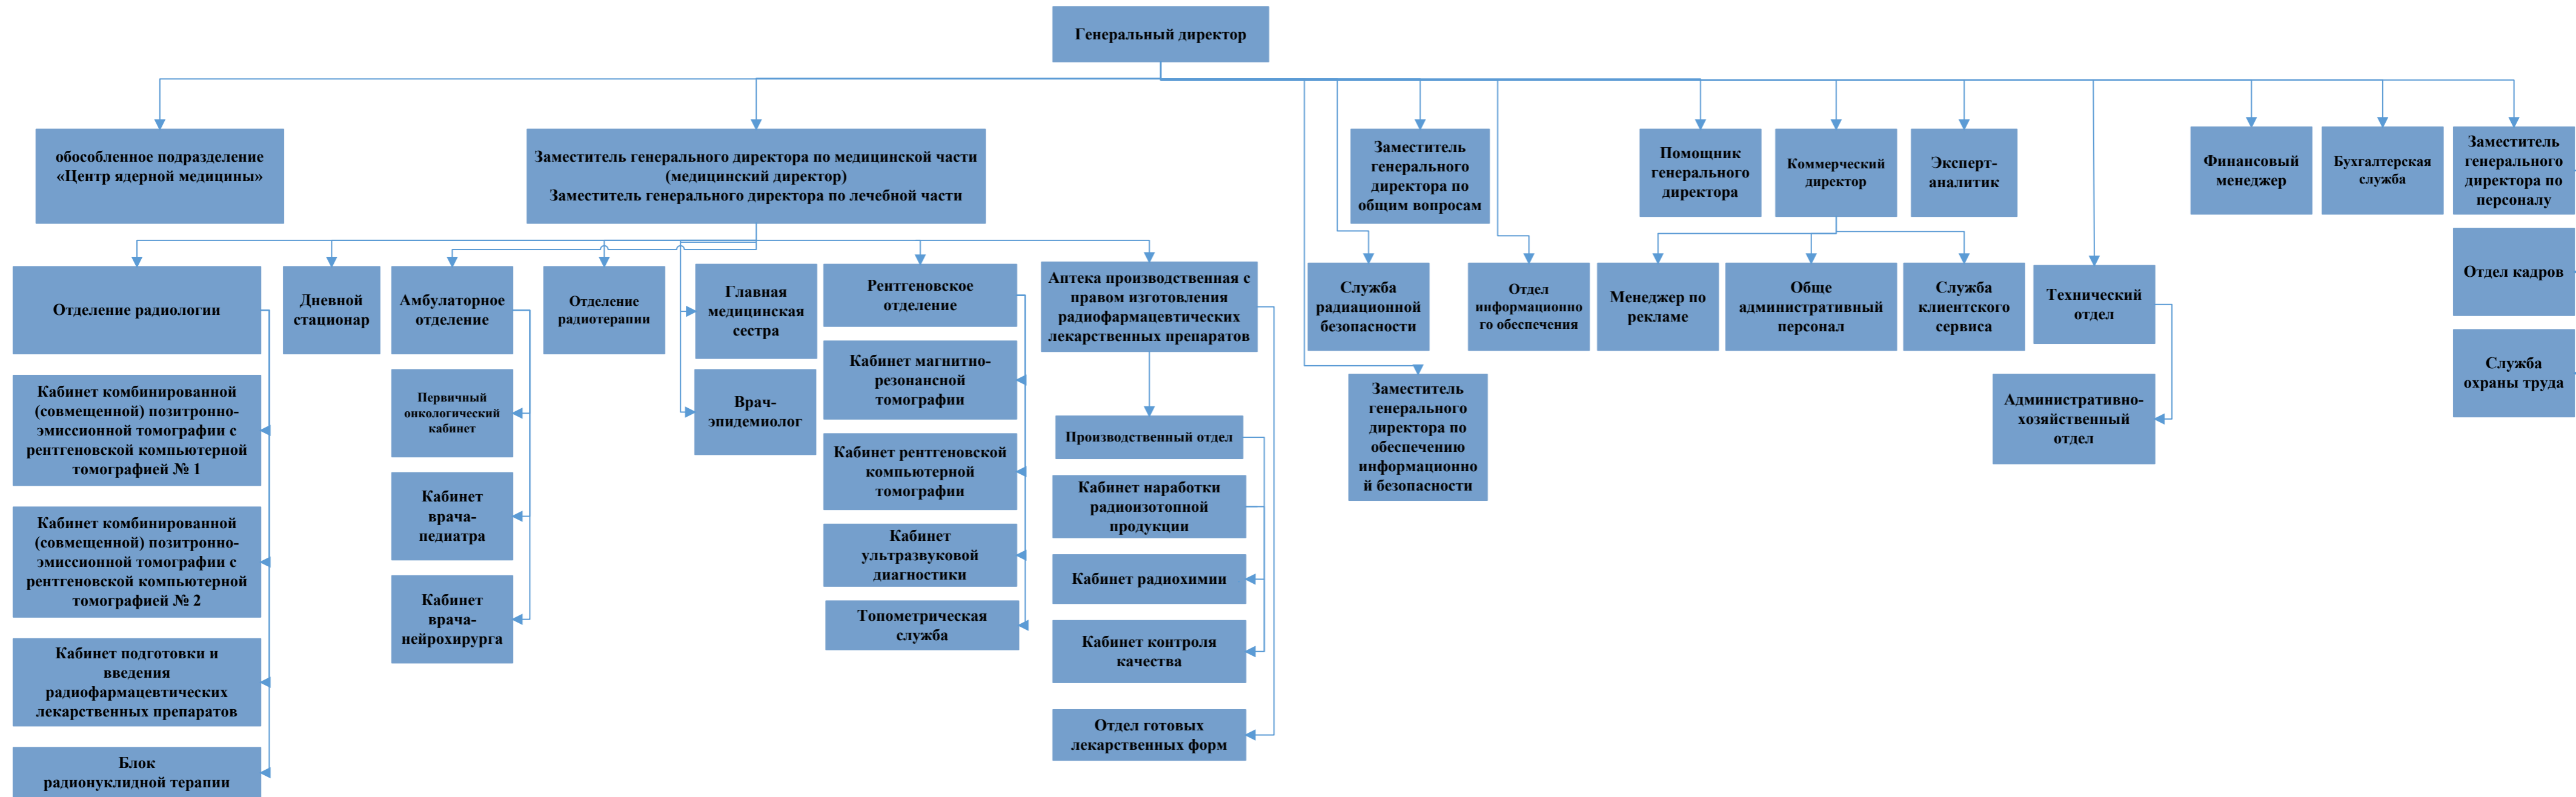 Генеральный директор
обособленное подразделение
«Центр ядерной медицины»
Заместитель генерального директора по медицинской части
(медицинский директор)
Заместитель генерального директора по лечебной части
Заместитель
генерального
директора по
общим вопросам
Помощник
генерального
директора
Коммерческий
директор
Эксперт-
аналитик
Финансовый
менеджер
Бухгалтерская
служба
Заместитель
генерального
директора по
персоналу
Отделение радиологии
Дневной
стационар
Амбулаторное
отделение
Отделение
радиотерапии
Главная
медицинская
сестра
Рентгеновское
отделение
Аптека производственная с
правом изготовления
радиофармацевтических
лекарственных препаратов
Служба
радиационной
безопасности
Отдел
информационно
го обеспечения
Менеджер по
рекламе
Обще
административный
персонал
Служба
клиентского
сервиса
Технический
отдел
Отдел кадров
Кабинет комбинированной
(совмещенной) позитронно-
эмиссионной томографии с
рентгеновской компьютерной
томографией № 1
Первичный
онкологический
кабинет
Врач-
эпидемиолог
Кабинет магнитно-
резонансной
томографии
Заместитель
генерального
директора по
обеспечению
информационно
й безопасности
Административно-
хозяйственный
отдел
Служба
охраны труда
Кабинет рентгеновской
компьютерной
томографии
Производственный отдел
Кабинет комбинированной
(совмещенной) позитронно-
эмиссионной томографии с
рентгеновской компьютерной
томографией № 2
Кабинет
врача-
педиатра
Кабинет
ультразвуковой
диагностики
Кабинет наработки
радиоизотопной
продукции
Кабинет радиохимии
Кабинет подготовки и
введения
радиофармацевтических
лекарственных препаратов
Кабинет
врача-
нейрохирурга
Топометрическая
служба
Кабинет контроля
качества
Отдел готовых
лекарственных форм
Блок
радионуклидной терапии